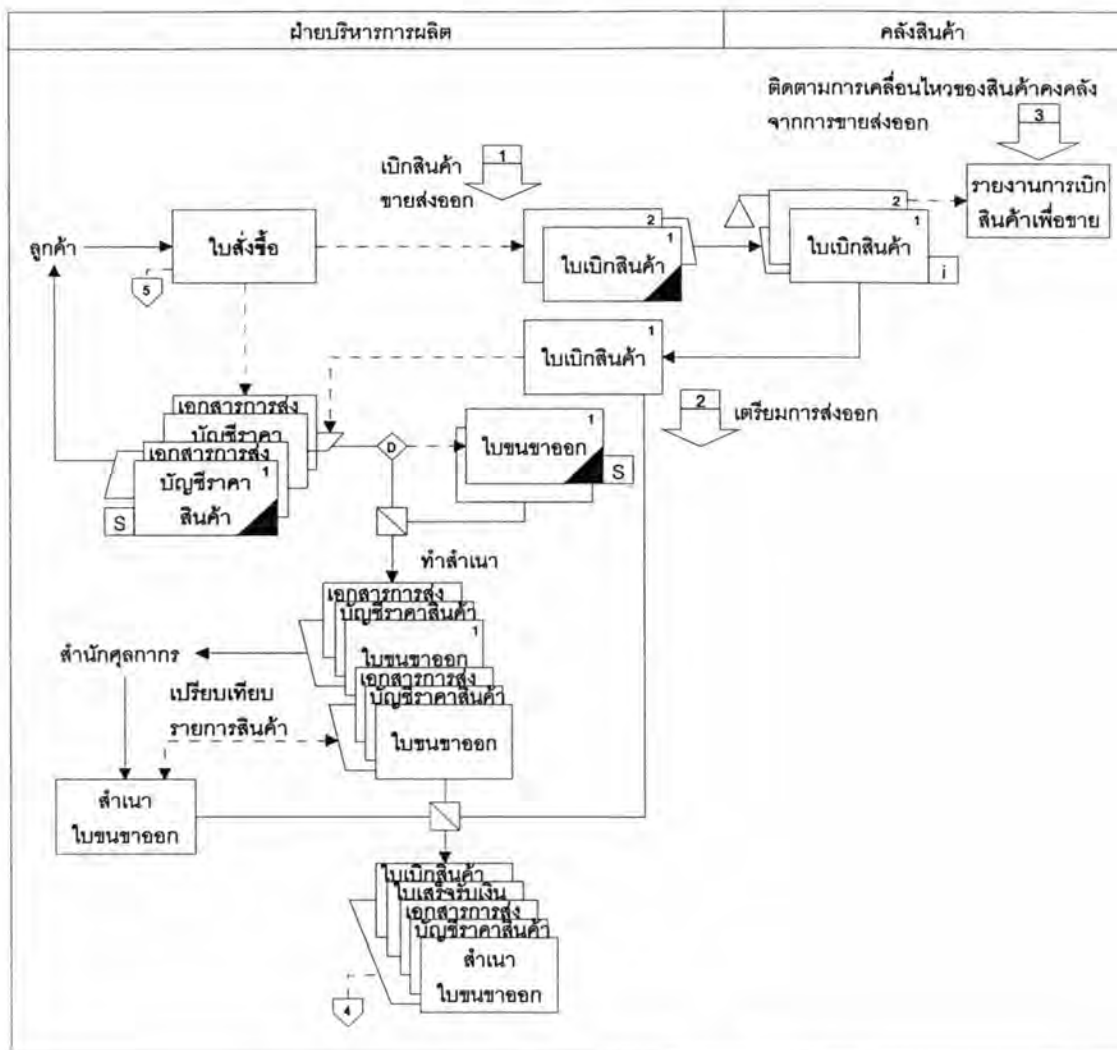 ฝ่ายบริหารการผลิต
คลังสินค้า
ติดตามการเคลื่อนไหวของสินค้าคงคลัง
จากการขายส่งออก
3
เบิกสินค้า
ขายส่งออก
1
รายงานการเบิก
สินค้าเพื่อขาย
ลูกค้า
ใบสั่งซื้อ
5
2
1
ใบเบิกสินค้า
2
1
ใบเบิกสินค้า
i
1
ใบเบิกสินค้า
2
เตรียมการส่งออก
เอกสารการส่ง
บัญชีราคา
เอกสารการส่ง
บัญชีราคา
1
สินค้า
S
D
1
ใบขนขาออก
S
ทำสำเนา
เอกสารการส่ง
บัญชีราคาสินค้า
1
ใบขนขาออก
เอกสารการส่ง
บัญชีราคาสินค้า
ใบขนขาออก
สำนักศุลกากร
เปรียบเทียบ
รายการสินค้า
สำเนา
ใบขนขาออก
ใบเบิกสินค้า
ใบเสร็จรับเงิน
เอกสารการส่ง
บัญชีราคาสินค้า
สำเนา
ใบขนขาออก
4